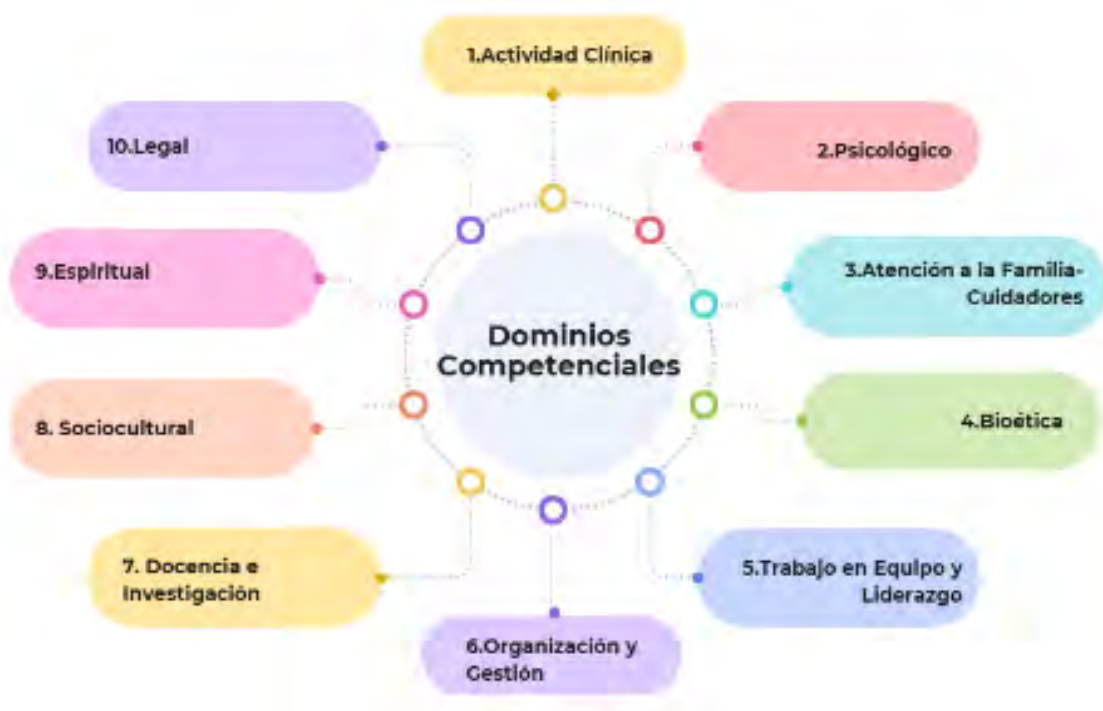 Dominios
Competenciales
1.Actividad Clínica
2.Psicológico
3.Atención a la Familia-
Cuidadores
4.Bioética
5.Trabajo en Equipo y
Liderazgo
6.Organización y
Gestión
7. Docencia e
Investigación
8. Sociocultural
9.Espiritual
10.Legal